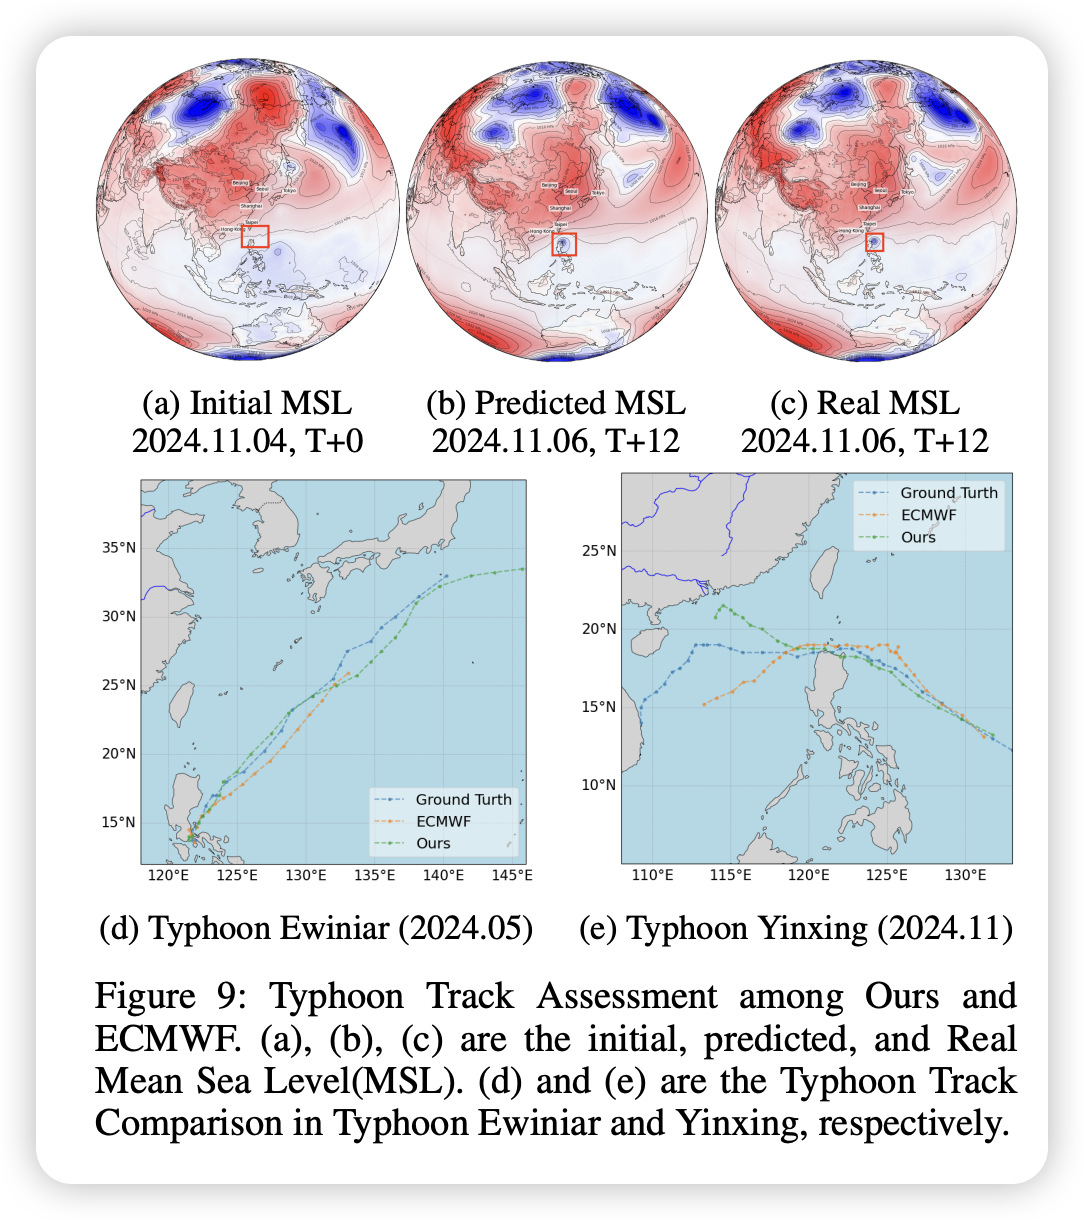 Beijing
Seoul
Tokyo
Shanghai
Taipei
Hong Kong
Beijing
Seoul
Tokyo
Shanghai
Taipei
Hong Kong
Beijing
Seoul
Tokyo
Shanghai
Taipei
Hong Kong
(a) Initial MSL
2024.11.04, T+0
(b) Predicted MSL
2024.11.06, T+12
(c) Real MSL
2024.11.06, T+12
35°N
30°N
25°N
20°N
15°N
120°E 125°E 130°E 135°E 140°E 145°E
Ground Turth
ECMWF
Ours
25°N
20°N
15°N
10°N
110°E 115°E 120°E 125°E 130°E
Ground Turth
ECMWF
Ours
(d) Typhoon Ewiniar (2024.05)
(e) Typhoon Yinxing (2024.11)
Figure 9: Typhoon Track Assessment among Ours and
ECMWF. (a), (b), (c) are the initial, predicted, and Real
Mean Sea Level(MSL). (d) and (e) are the Typhoon Track
Comparison in Typhoon Ewiniar and Yinxing, respectively.